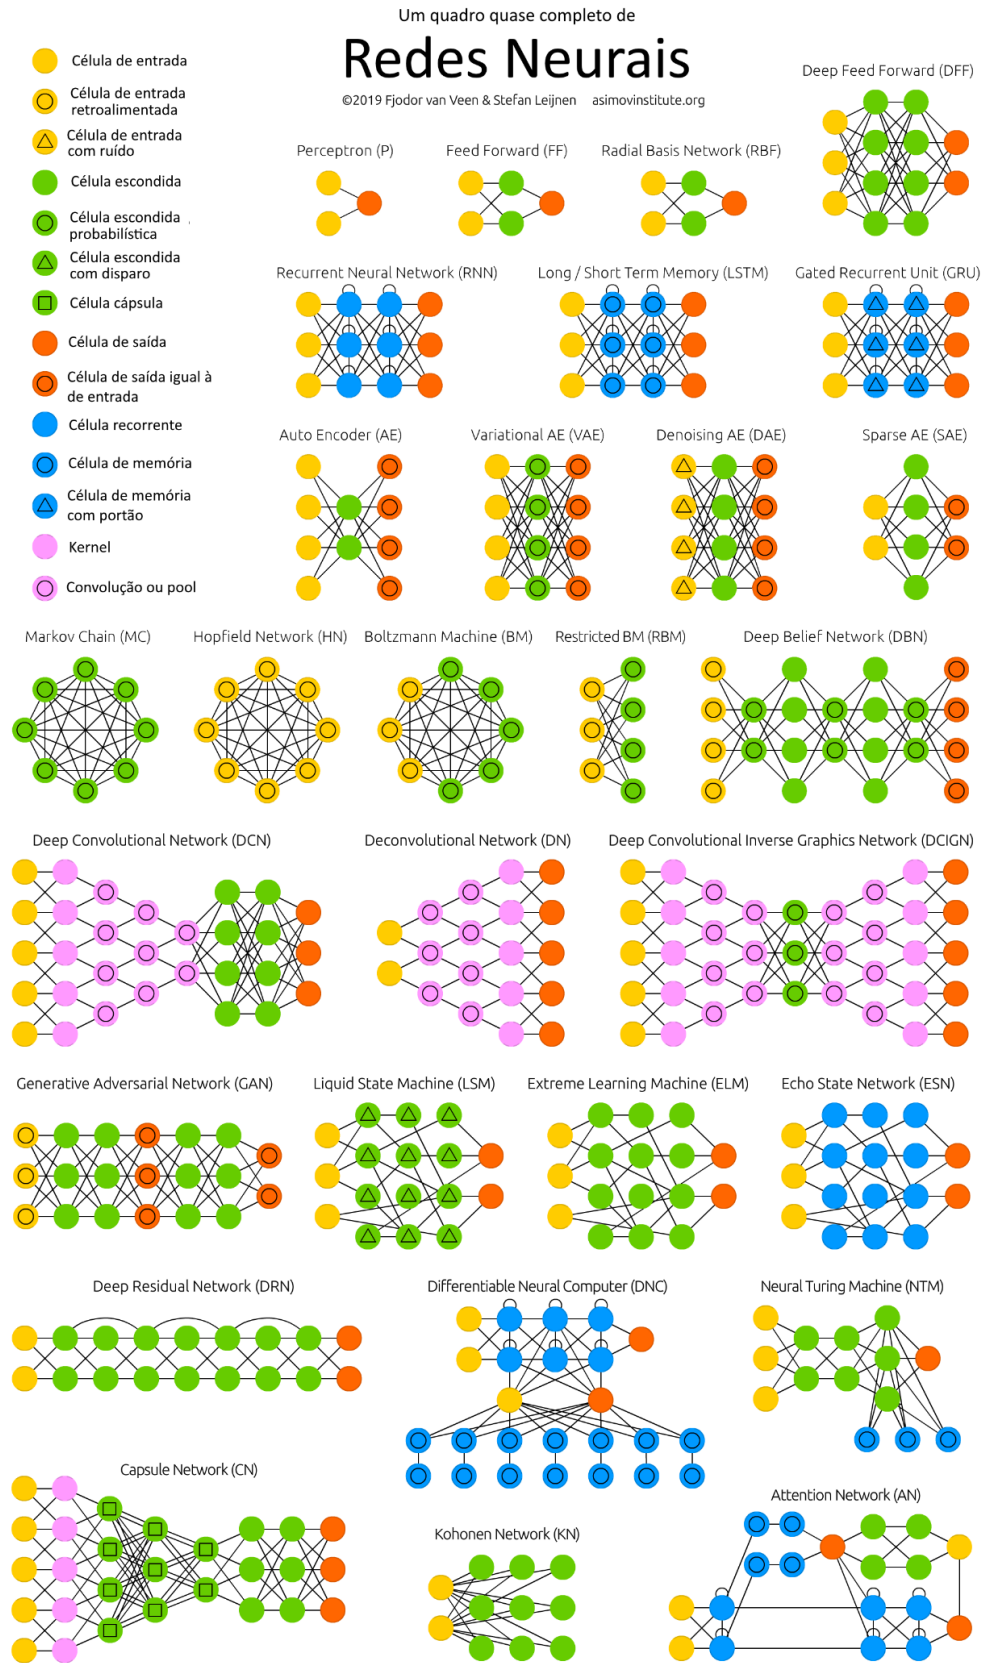 Um quadro quase completo de
Redes Neurais
©2019 Fjodor van Veen & Stefan Leijnen asimovinstitute.org
Célula de entrada
Célula de entrada
retroalimentada
Célula de entrada
com ruído
Célula escondida
Célula escondida
probabilística
Célula escondida
com disparo
Célula cápsula
Célula de saída
Célula de saída igual à
de entrada
Célula recorrente
Célula de memória
Célula de memória
com portão
Kernel
Convolução ou pool
Deep Feed Forward (DFF)
Perceptron (P)
Feed Forward (FF)
Radial Basis Network (RBF)
Recurrent Neural Network (RNN)
Long / Short Term Memory (LSTM)
Gated Recurrent Unit (GRU)
Auto Encoder (AE)
Variational AE (VAE)
Denoising AE (DAE)
Sparse AE (SAE)
Markov Chain (MC)
Hopfield Network (HN)
Boltzmann Machine (BM)
Restricted BM (RBM)
Deep Belief Network (DBN)
Deep Convolutional Network (DCN)
Deconvolutional Network (DN)
Deep Convolutional Inverse Graphics Network (DCIGN)
Generative Adversarial Network (GAN)
Liquid State Machine (LSM)
Extreme Learning Machine (ELM)
Echo State Network (ESN)
Deep Residual Network (DRN)
Differentiable Neural Computer (DNC)
Neural Turing Machine (NTM)
Capsule Network (CN)
Kohonen Network (KN)
Attention Network (AN)